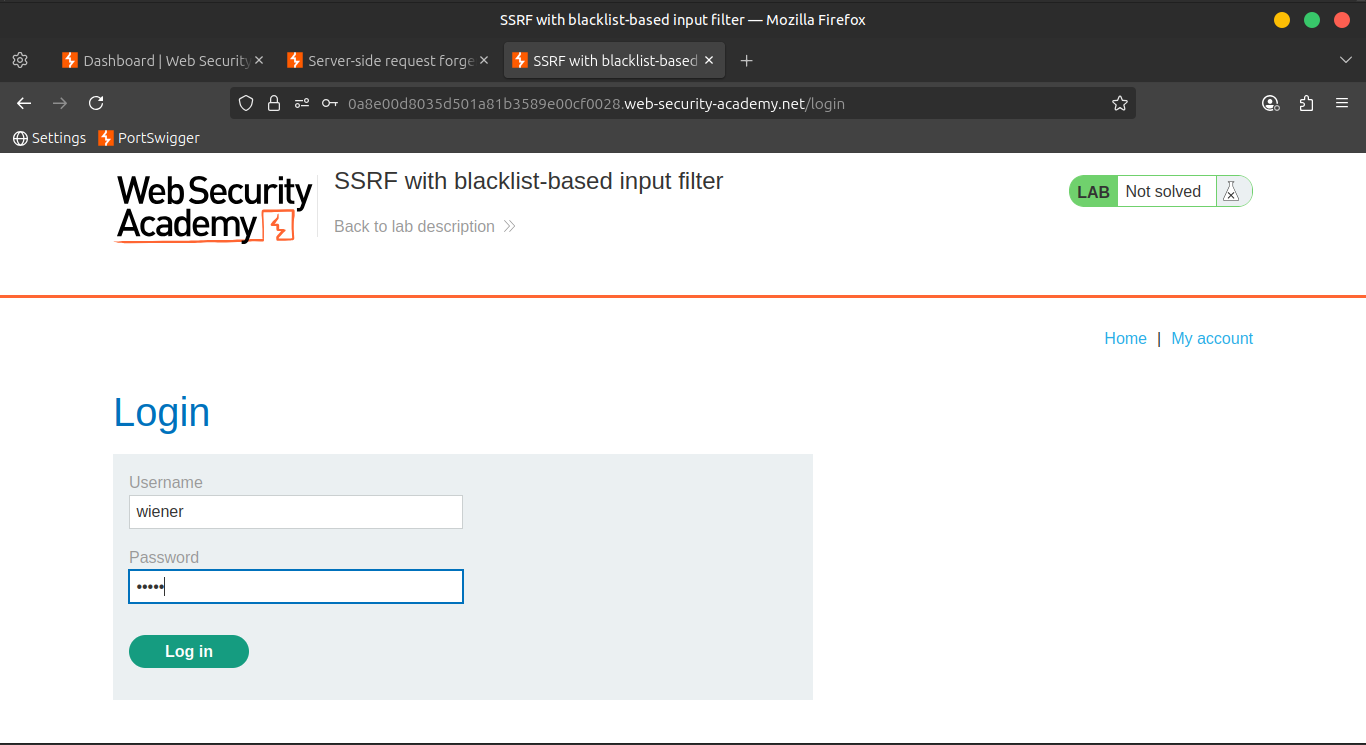 SSRF with blacklist-based input filter — Mozilla Firefox
Dashboard | Web Security
Server-side request forge
SSRF with blacklist-based
0a8e00d8035d501a81b3589e00cf0028.web-security-academy.net/login
Settings
PortSwigger
Web Security
Academy
SSRF with blacklist-based input filter
Back to lab description
LAB
Not solved
Home | My account
Login
Username
wiener
Password
•••••
Log in